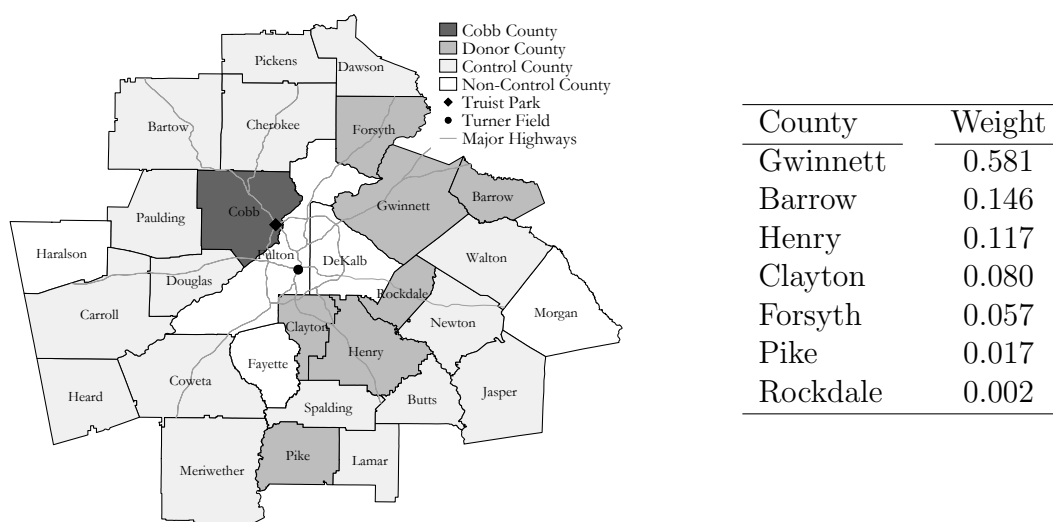 Cobb County
Donor County
Control County
Non-Control County
Truist Park
Turner Field
Major Highways
Pickens
Dawson
Bartow
Cherokee
Forsyth
Paulding
Cobb
Gwinnett
Barrow
Haralson
Fulton
DeKalb
Walton
Douglas
Rockdale
Carroll
Clayton
Newton
Morgan
Henry
Fayette
Heard
Coweta
Spalding
Butts
Jasper
Meriwether
Pike
Lamar
County Weight
Gwinnett 0.581
Barrow 0.146
Henry 0.117
Clayton 0.080
Forsyth 0.057
Pike 0.017
Rockdale 0.002